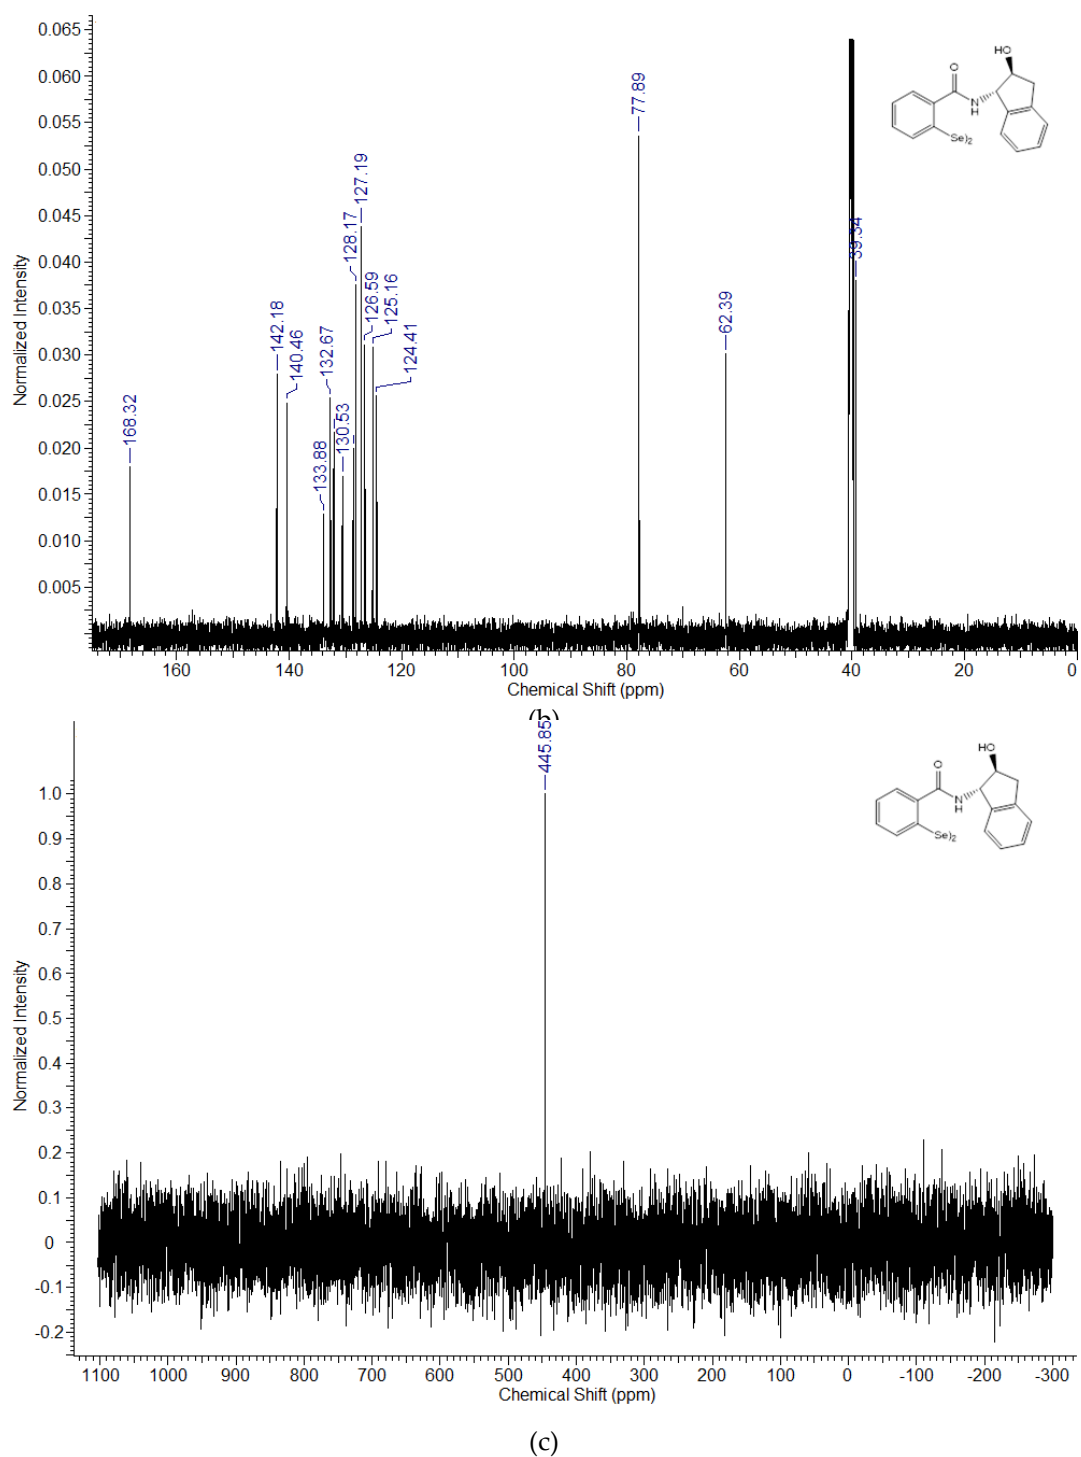 0.065
0.060
0.055
0.050
0.045
0.040
0.035
0.030
0.025
0.020
0.015
0.010
0.005
Normalized Intensity
168.32
142.18
140.46
133.88
132.67
130.53
128.17
127.19
126.59
125.16
124.41
77.89
62.39
39.34
HO
O
N
H
Se)2
160 140 120 100 80 60 40 20 0
Chemical Shift (ppm)
(b)
445.85
1.0
0.9
0.8
0.7
0.6
0.5
0.4
0.3
0.2
0.1
0
-0.1
-0.2
Normalized Intensity
HO
O
N
H
Se)2
1100 1000 900 800 700 600 500 400 300 200 100 0 -100 -200 -300
Chemical Shift (ppm)
(c)